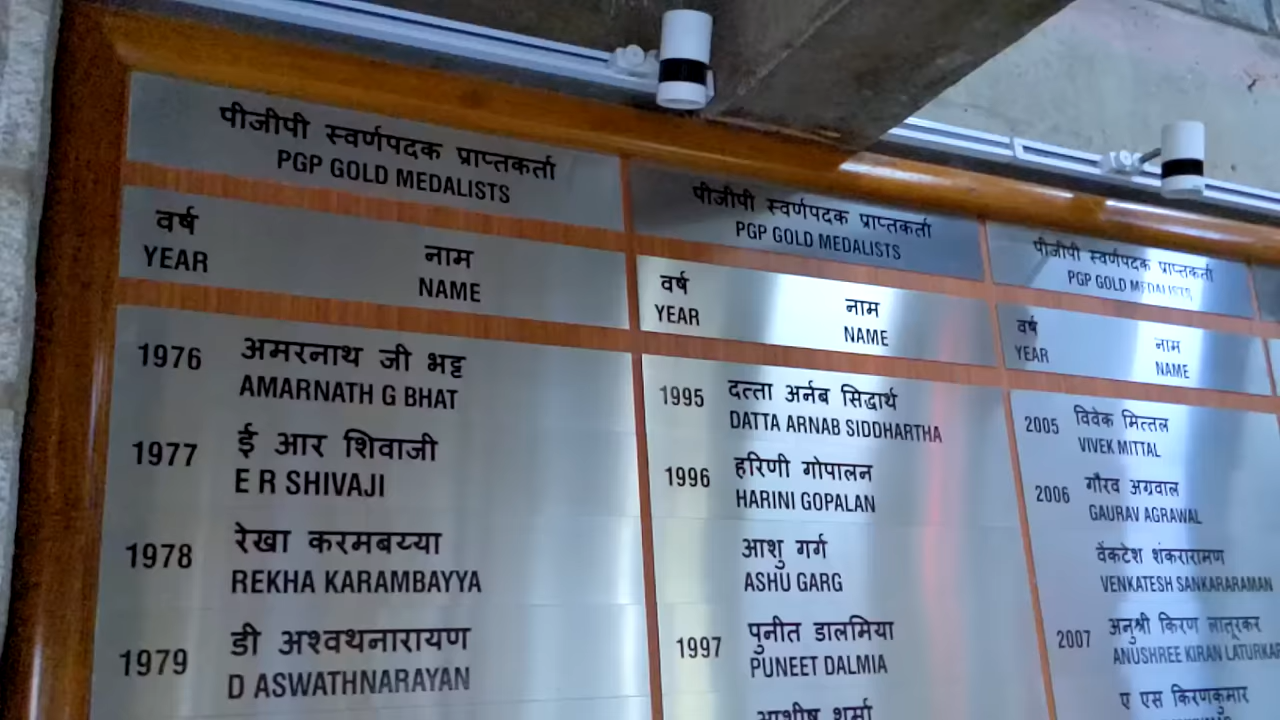 पीजीपी स्वर्णपदक प्राप्तकर्ता
PGP GOLD MEDALISTS
वर्ष नाम
YEAR NAME
1976 अमरनाथ जी भट्ट
AMARNATH G BHAT
1977 ई आर शिवाजी
E R SHIVAJI
1978 रेखा करमबय्या
REKHA KARAMBAYYA
1979 डी अश्वथनारायण
D ASWATHNARAYAN
पीजीपी स्वर्णपदक प्राप्तकर्ता
PGP GOLD MEDALISTS
वर्ष नाम
YEAR NAME
1995 दत्ता अर्नब सिद्धार्थ
DATTA ARNAB SIDDHARTHA
1996 हरिणी गोपालन
HARINI GOPALAN
आशु गर्ग
ASHU GARG
1997 पुनीत डालमिया
PUNEET DALMIA
आशीष शर्मा
पीजीपी स्वर्णपदक प्राप्तकर्ता
PGP GOLD MEDALISTS
वर्ष नाम
YEAR NAME
2005 विवेक मित्तल
VIVEK MITTAL
2006 गौरव अग्रवाल
GAURAV AGRAWAL
वेंकटेश शंकरारामण
VENKATESH SANKARARAMAN
2007 अनुश्री किरण लातूरकर
ANUSHREE KIRAN LATURKAR
ए एस किरणकुमार